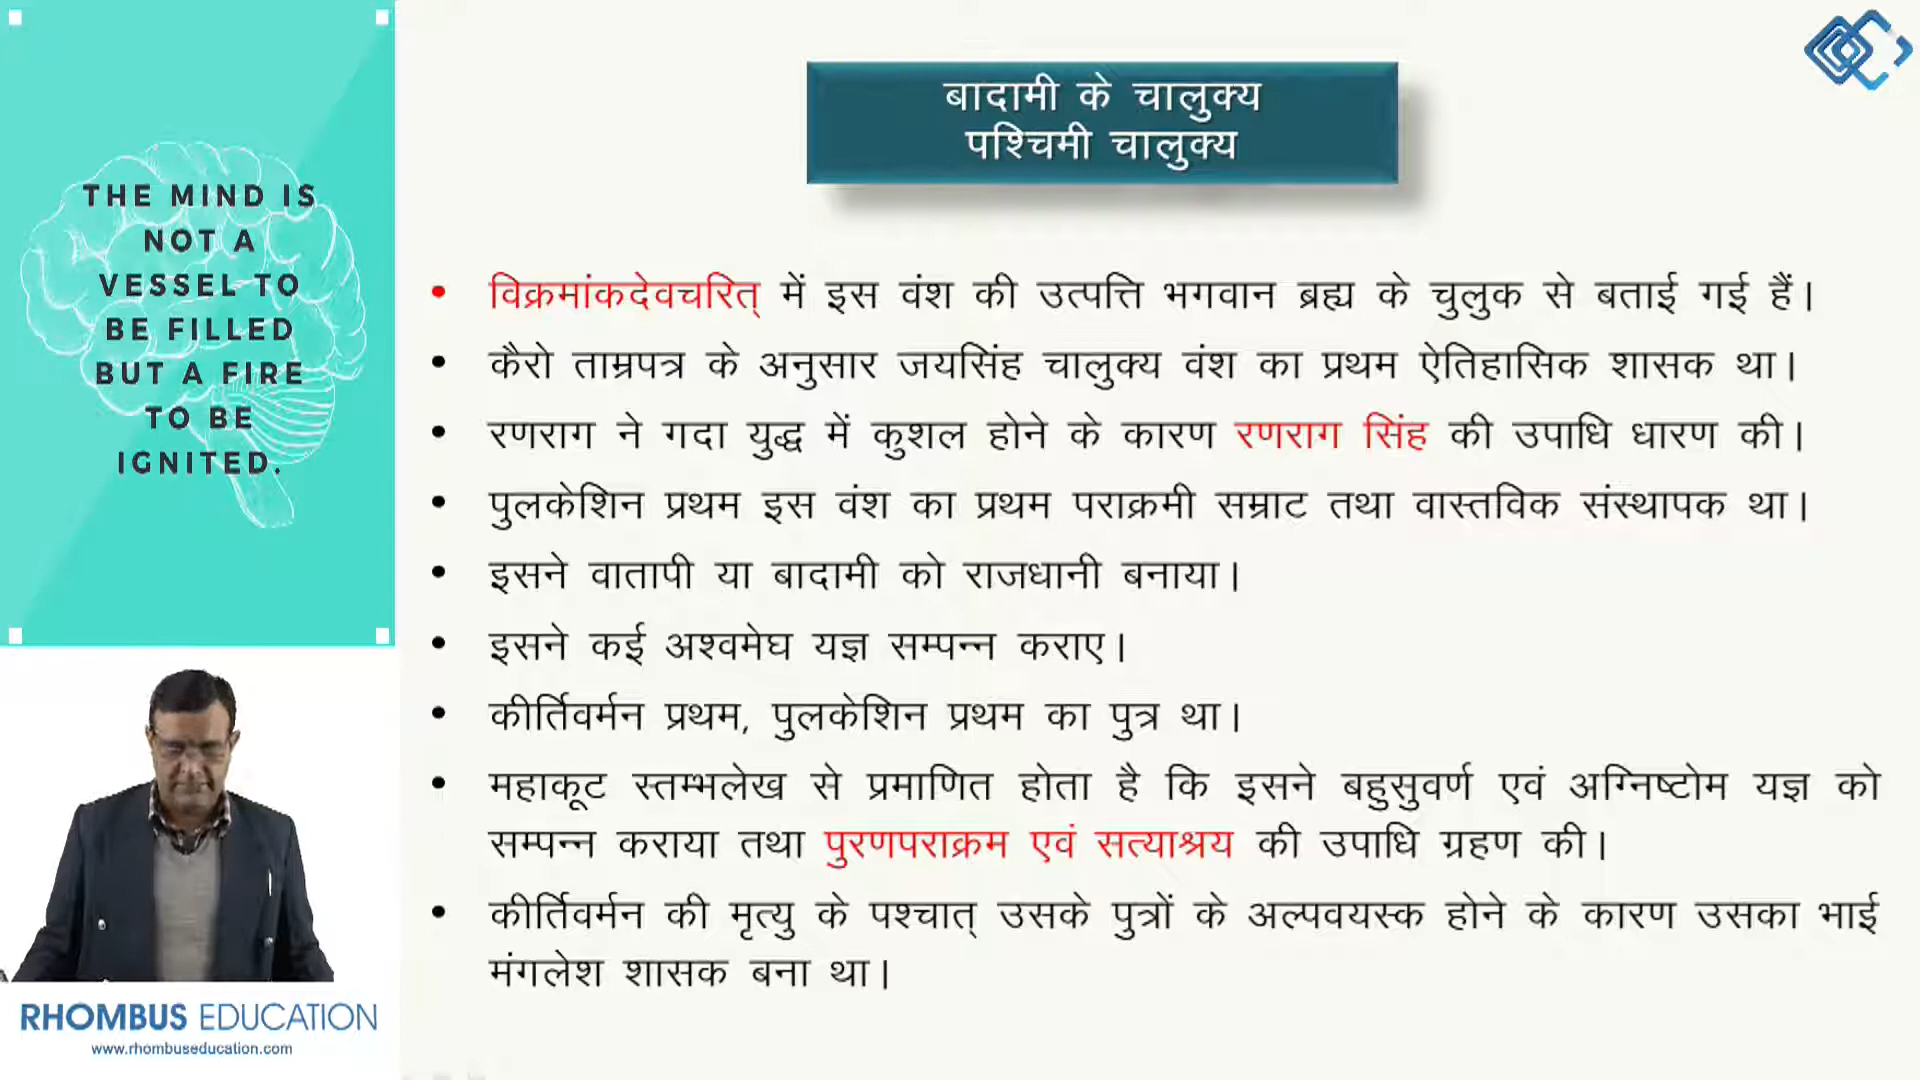 THE MIND IS
NOT A
VESSEL TO
BE FILLED
BUT A FIRE
TO BE
IGNITED.
RHOMBUS EDUCATION
www.rhombuseducation.com
बादामी के चालुक्य
पश्चिमी चालुक्य
• विक्रमांकदेवचरित् में इस वंश की उत्पत्ति भगवान ब्रह्य के चुलुक से बताई गई हैं।
• कैरो ताम्रपत्र के अनुसार जयसिंह चालुक्य वंश का प्रथम ऐतिहासिक शासक था।
• रणराग ने गदा युद्ध में कुशल होने के कारण रणराग सिंह की उपाधि धारण की।
• पुलकेशिन प्रथम इस वंश का प्रथम पराक्रमी सम्राट तथा वास्तविक संस्थापक था।
• इसने वातापी या बादामी को राजधानी बनाया।
• इसने कई अश्वमेघ यज्ञ सम्पन्न कराए।
• कीर्तिवर्मन प्रथम, पुलकेशिन प्रथम का पुत्र था।
• महाकूट स्तम्भलेख से प्रमाणित होता है कि इसने बहुसुवर्ण एवं अग्निष्टोम यज्ञ को
सम्पन्न कराया तथा पुरणपराक्रम एवं सत्याश्रय की उपाधि ग्रहण की।
• कीर्तिवर्मन की मृत्यु के पश्चात् उसके पुत्रों के अल्पवयस्क होने के कारण उसका भाई
मंगलेश शासक बना था।